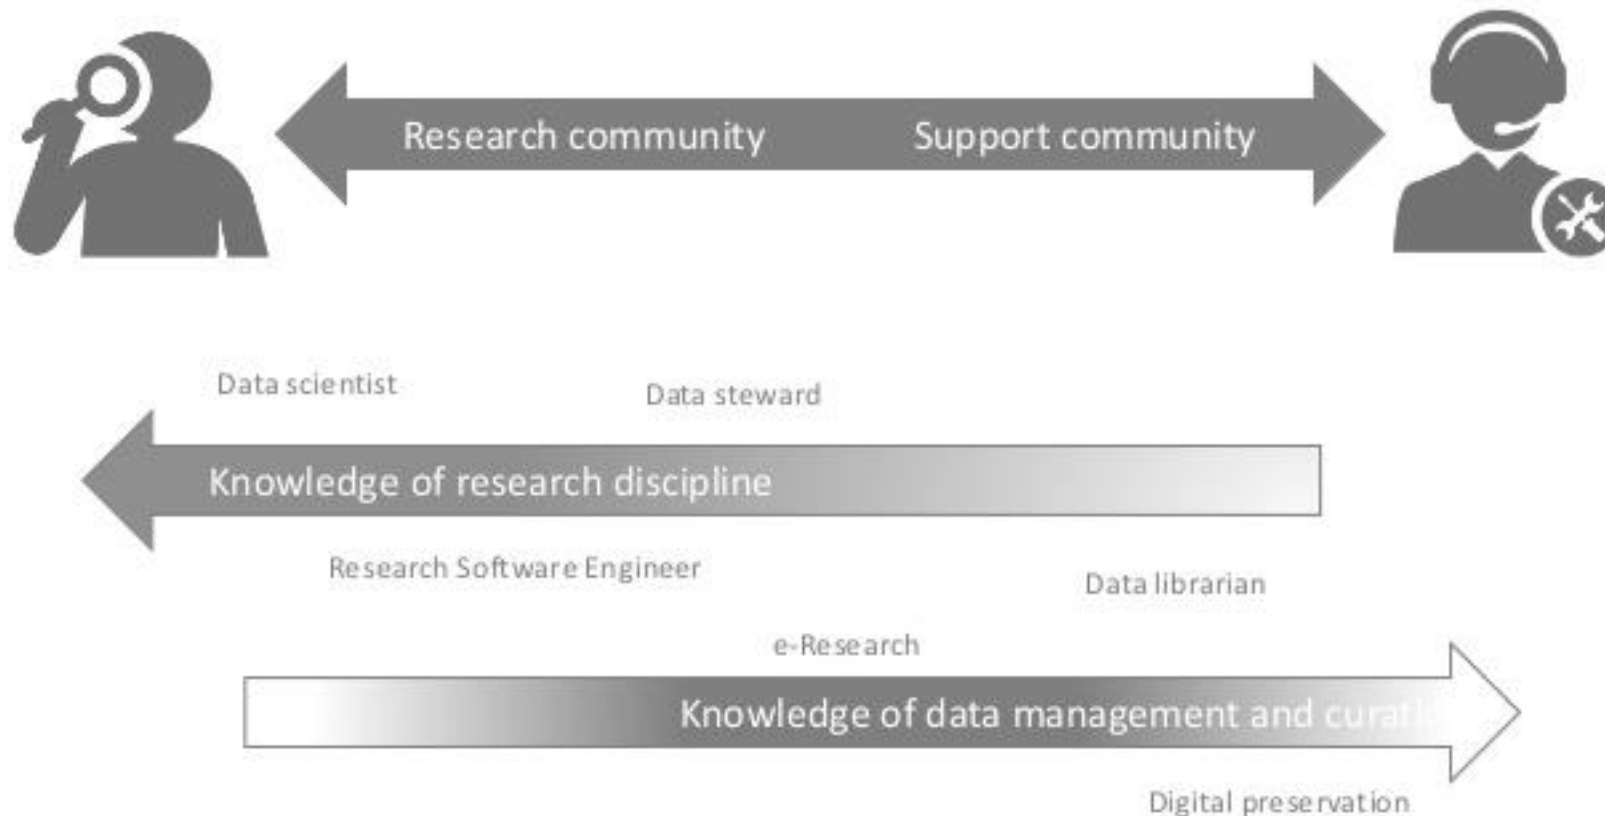 Research community
Support community
Data scientist
Data steward
Knowledge of research discipline
Research Software Engineer
Data librarian
e-Research
Knowledge of data management and curati
Digital preservation